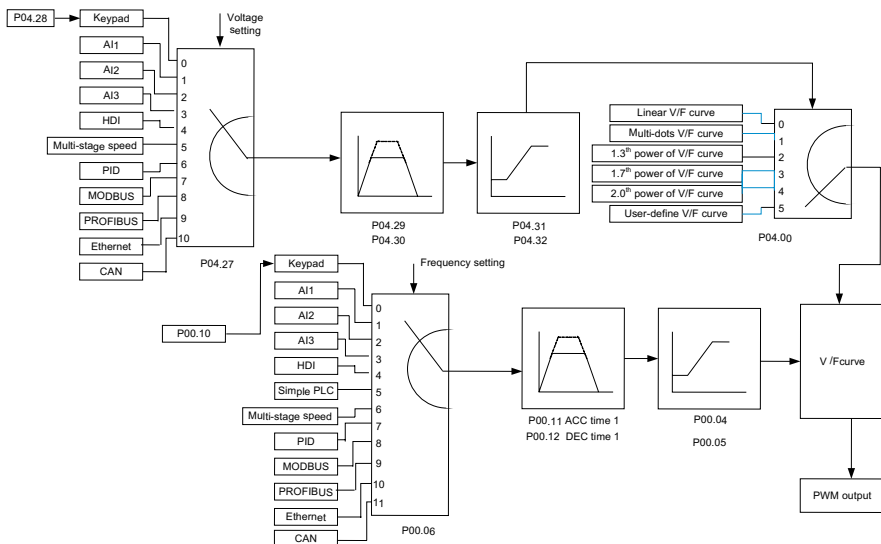 P04.28
Keypad
AI1
AI2
AI3
HDI
Multi-stage speed
PID
MODBUS
PROFIBUS
Ethernet
CAN
Voltage
setting
0
1
2
3
4
5
6
7
8
9
10
P04.27
P04.29
P04.30
P04.31
P04.32
Linear V/F curve
Multi-dots V/F curve
1.3th power of V/F curve
1.7th power of V/F curve
2.0th power of V/F curve
User-define V/F curve
0
1
2
3
4
5
P04.00
P00.10
Keypad
AI1
AI2
AI3
HDI
Simple PLC
Multi-stage speed
PID
MODBUS
PROFIBUS
Ethernet
CAN
Frequency setting
0
1
2
3
4
5
6
7
8
9
10
11
P00.06
P00.11 ACC time 1
P00.12 DEC time 1
P00.04
P00.05
V /Fcurve
PWM output